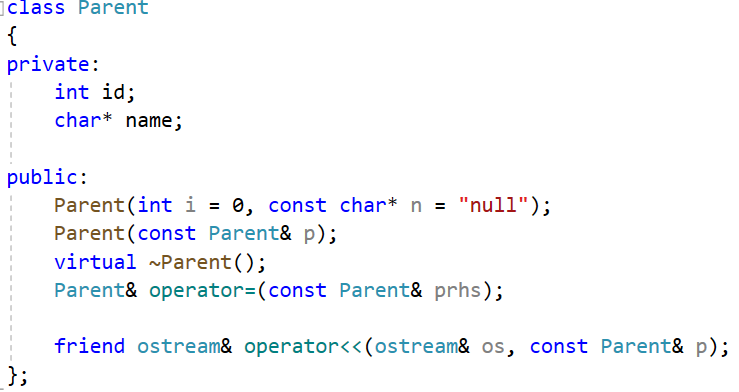 class Parent
{
private:
    int id;
    char* name;

public:
    Parent(int i = 0, const char* n = "null");
    Parent(const Parent& p);
    virtual ~Parent();
    Parent& operator=(const Parent& prhs);

    friend ostream& operator<<(ostream& os, const Parent& p);
};